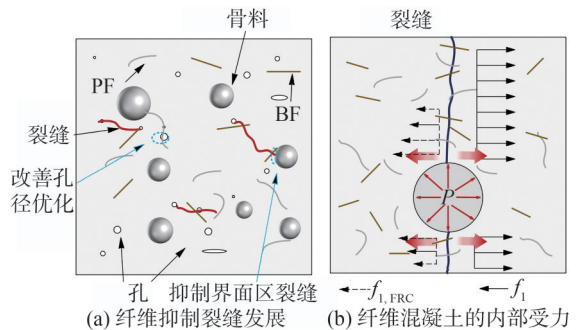 骨料
PF
BF
裂缝
改善孔
径优化
孔
抑制界面区裂缝
(a) 纤维抑制裂缝发展
裂缝
P
f1, FRC
f1
(b) 纤维混凝土的内部受力